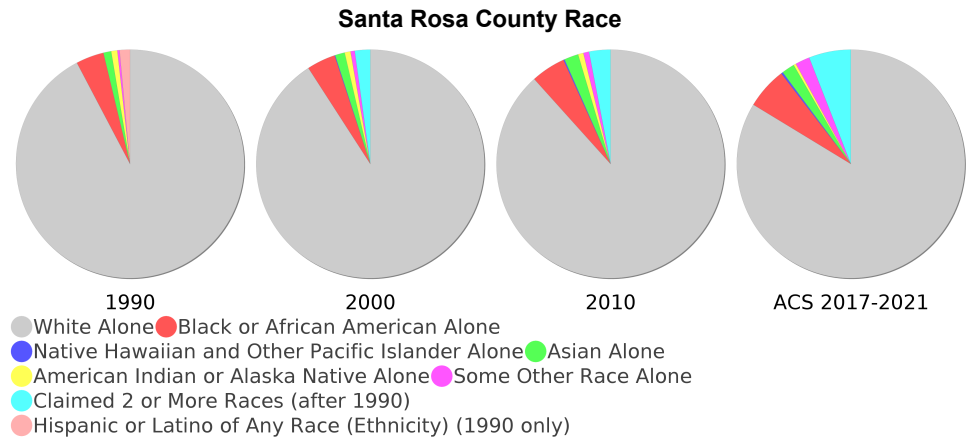 Santa Rosa County Race
1990 2000 2010 ACS 2017-2021
White Alone Black or African American Alone
Native Hawaiian and Other Pacific Islander Alone Asian Alone
American Indian or Alaska Native Alone Some Other Race Alone
Claimed 2 or More Races (after 1990)
Hispanic or Latino of Any Race (Ethnicity) (1990 only)